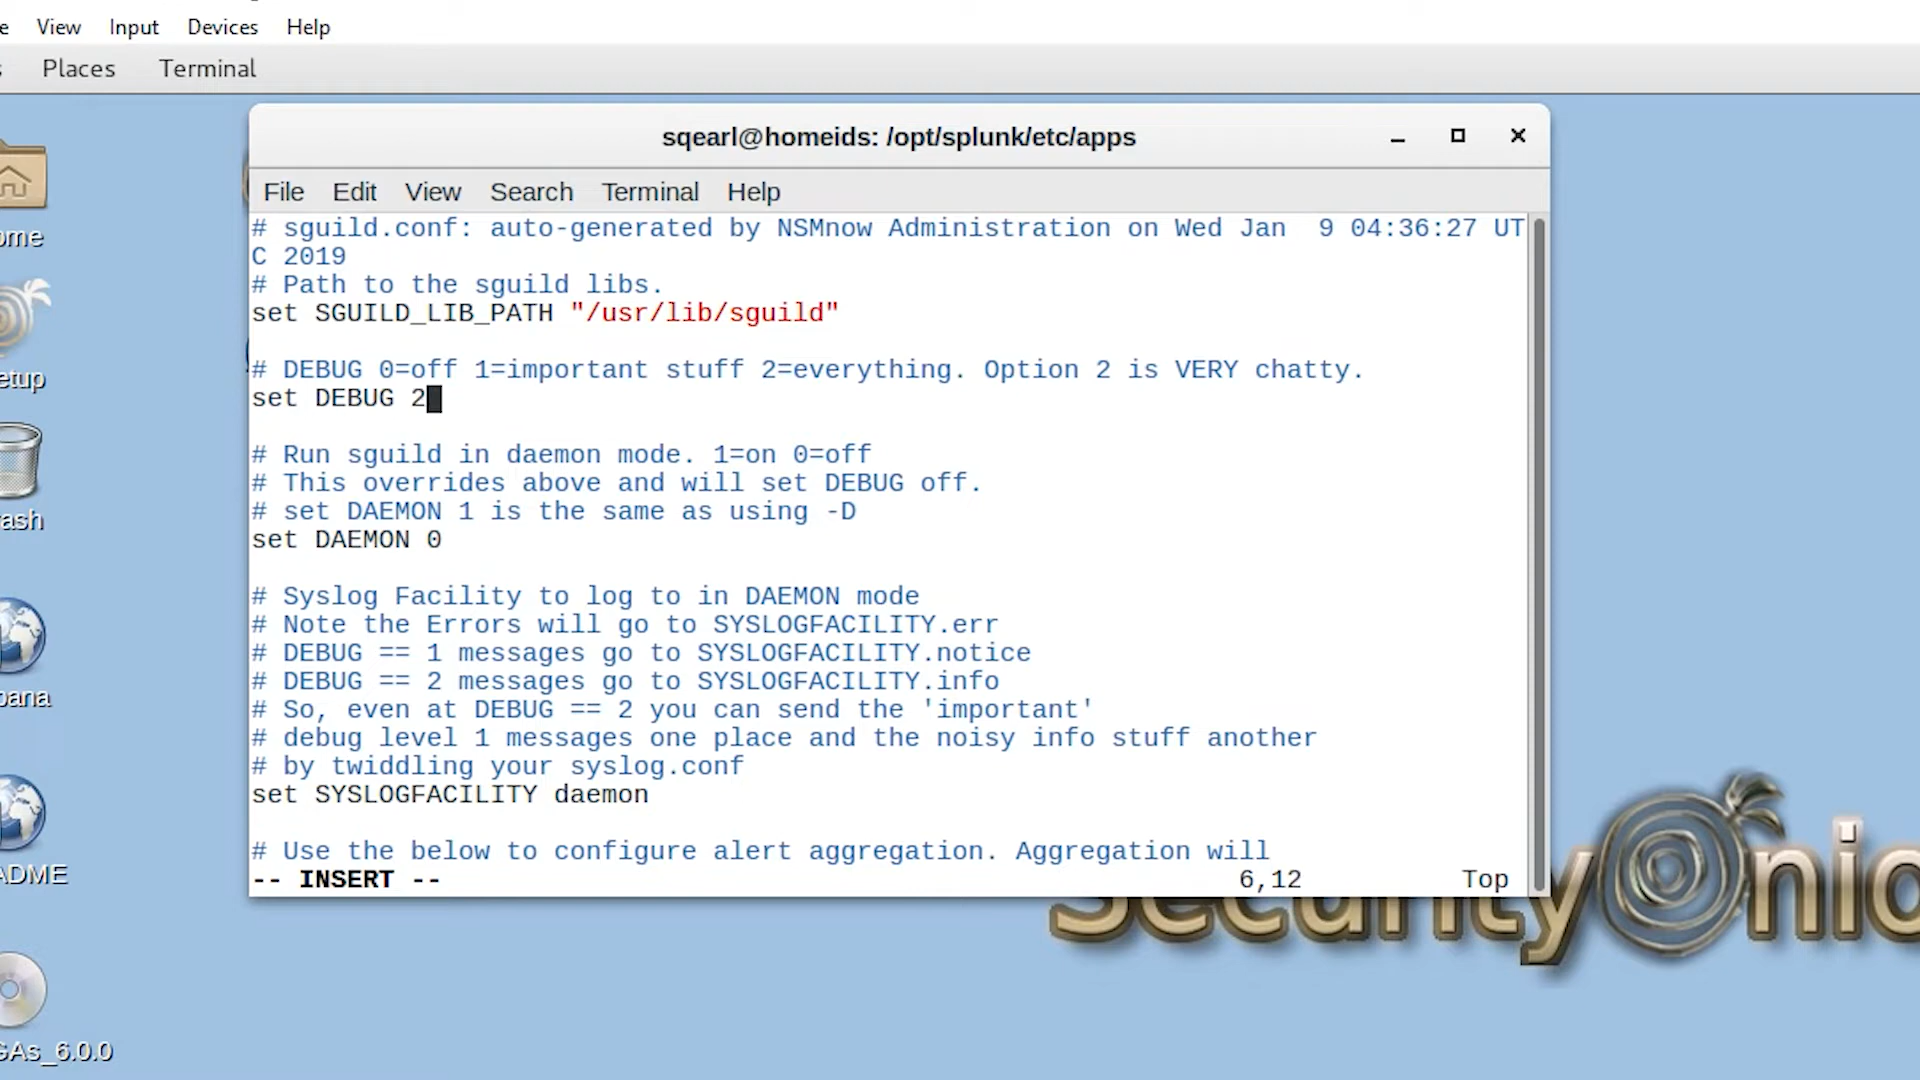 e View Input Devices Help
s Places Terminal
sqearl@homeids: /opt/splunk/etc/apps
File Edit View Search Terminal Help
# sguild.conf: auto-generated by NSMnow Administration on Wed Jan  9 04:36:27 UT
C 2019
# Path to the sguild libs.
set SGUILD_LIB_PATH "/usr/lib/sguild"
# DEBUG 0=off 1=important stuff 2=everything. Option 2 is VERY chatty.
set DEBUG 2
# Run sguild in daemon mode. 1=on 0=off
# This overrides above and will set DEBUG off.
# set DAEMON 1 is the same as using -D
set DAEMON 0
# Syslog Facility to log to in DAEMON mode
# Note the Errors will go to SYSLOGFACILITY.err
# DEBUG == 1 messages go to SYSLOGFACILITY.notice
# DEBUG == 2 messages go to SYSLOGFACILITY.info
# So, even at DEBUG == 2 you can send the 'important'
# debug level 1 messages one place and the noisy info stuff another
# by twiddling your syslog.conf
set SYSLOGFACILITY daemon
# Use the below to configure alert aggregation. Aggregation will
-- INSERT -- 6,12 Top
ome
etup
ash
bana
ADME
GAs_6.0.0
SecurityOnio